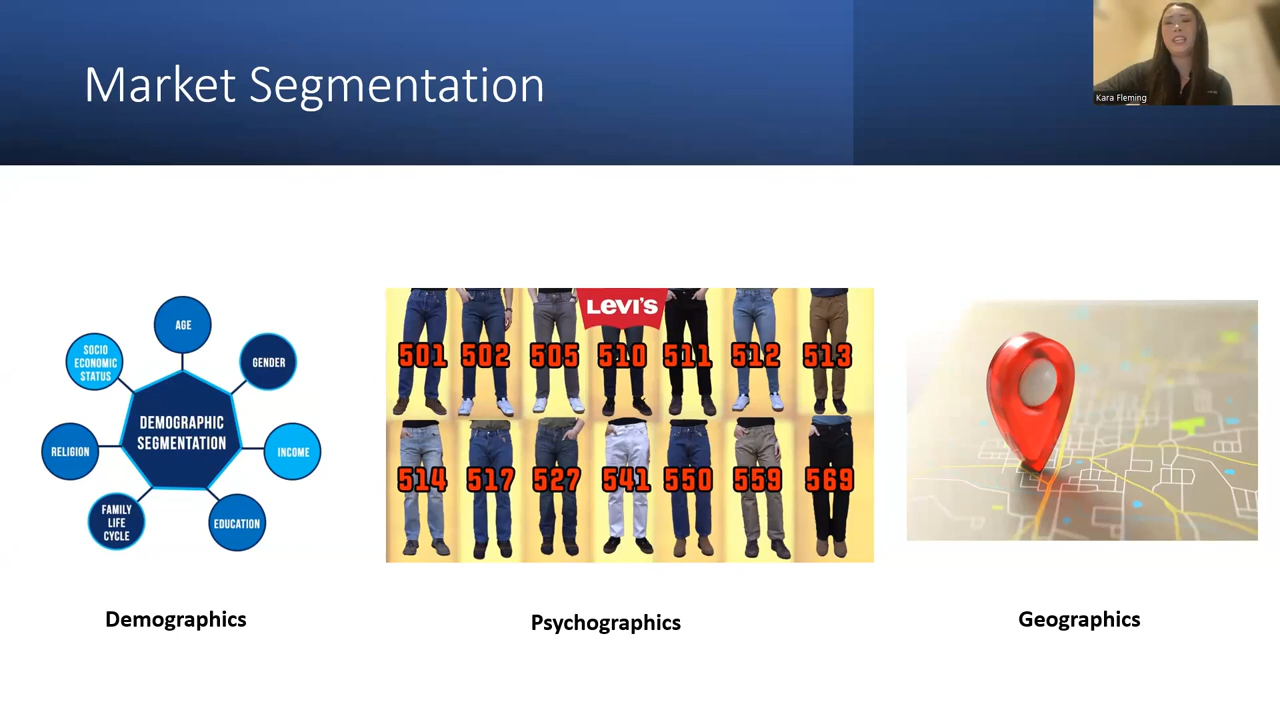 Market Segmentation
Kara Fleming
AGE
SOCIO
ECONOMIC
STATUS
GENDER
DEMOGRAPHIC
SEGMENTATION
RELIGION
INCOME
FAMILY
LIFE
CYCLE
EDUCATION
LEVI'S
501 502 505 510 511 512 513
514 517 527 541 550 559 569
Demographics
Psychographics
Geographics